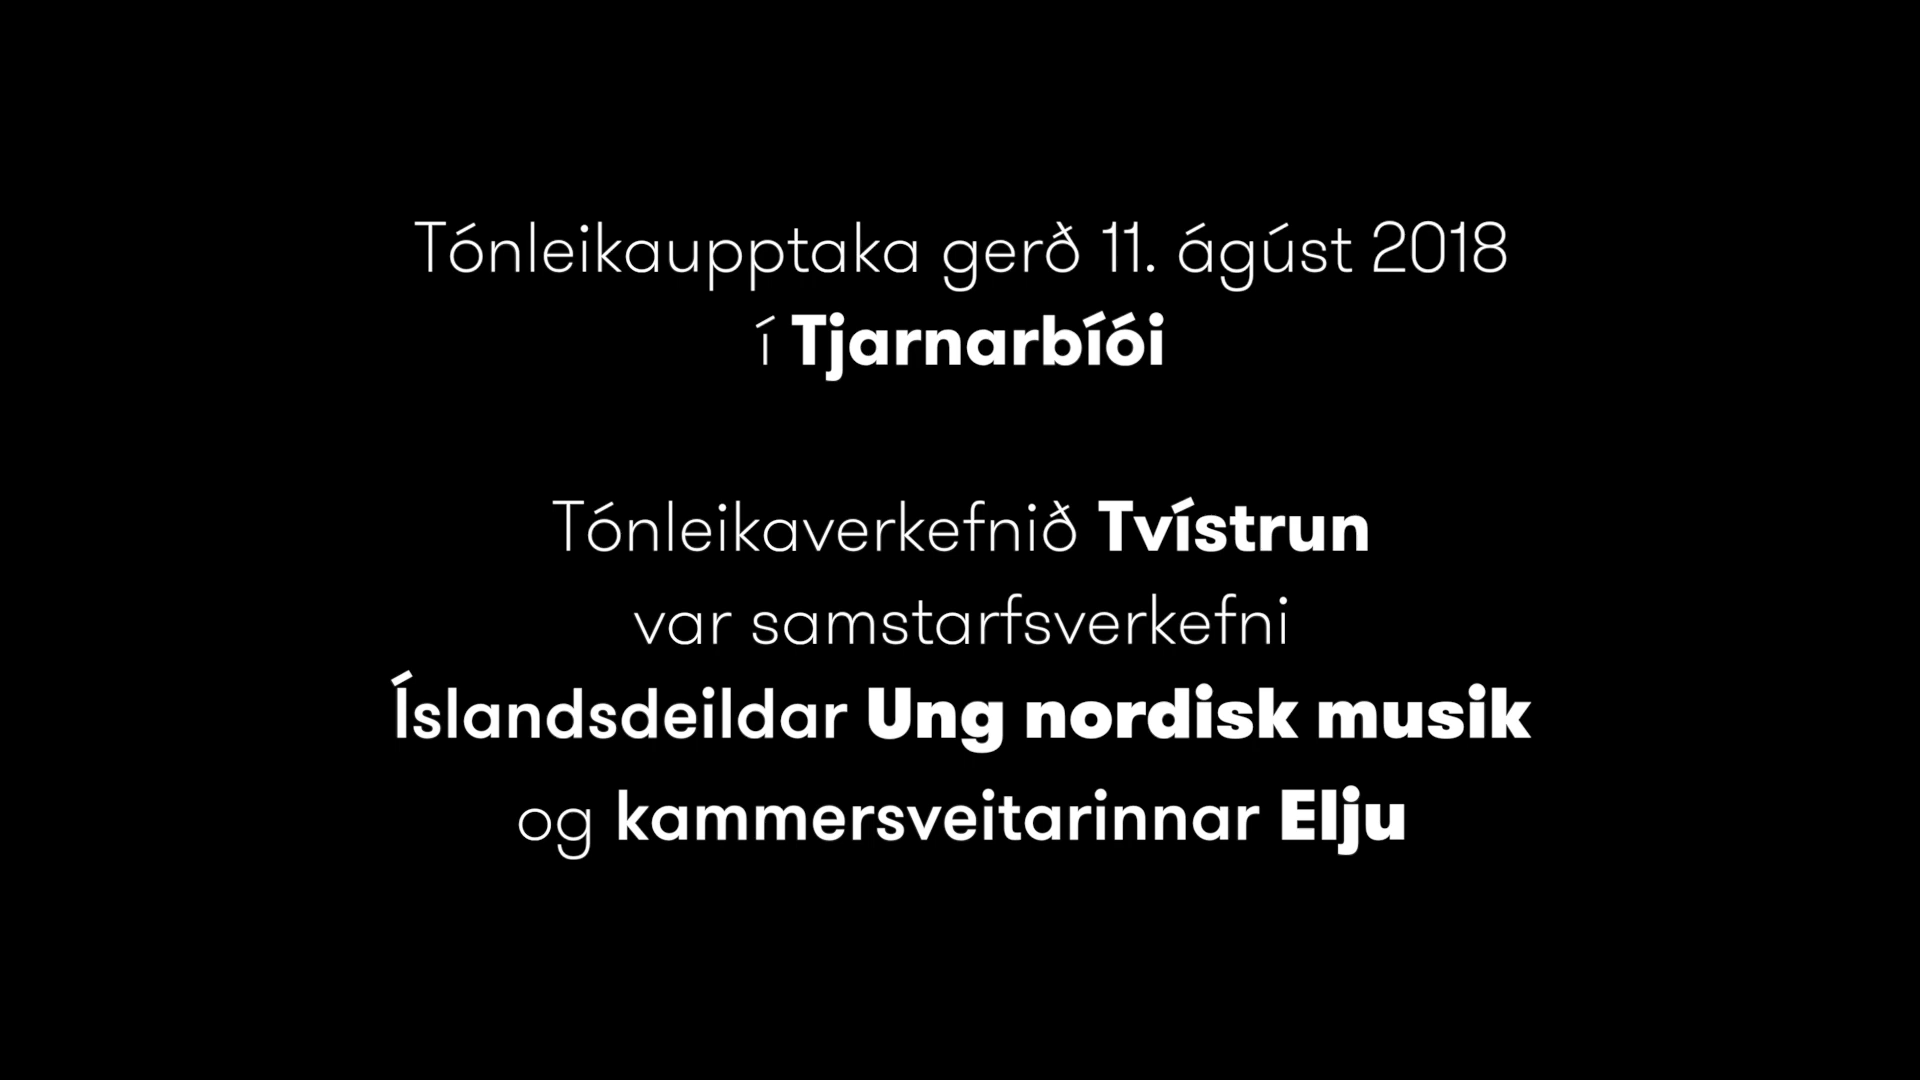 Tónleikaupptaka gerð 11. ágúst 2018
í Tjarnarbíói
Tónleikaverkefnið Tvístrun
var samstarfsverkefni
Íslandsdeildar Ung nordisk musik
og kammersveitarinnar Elju